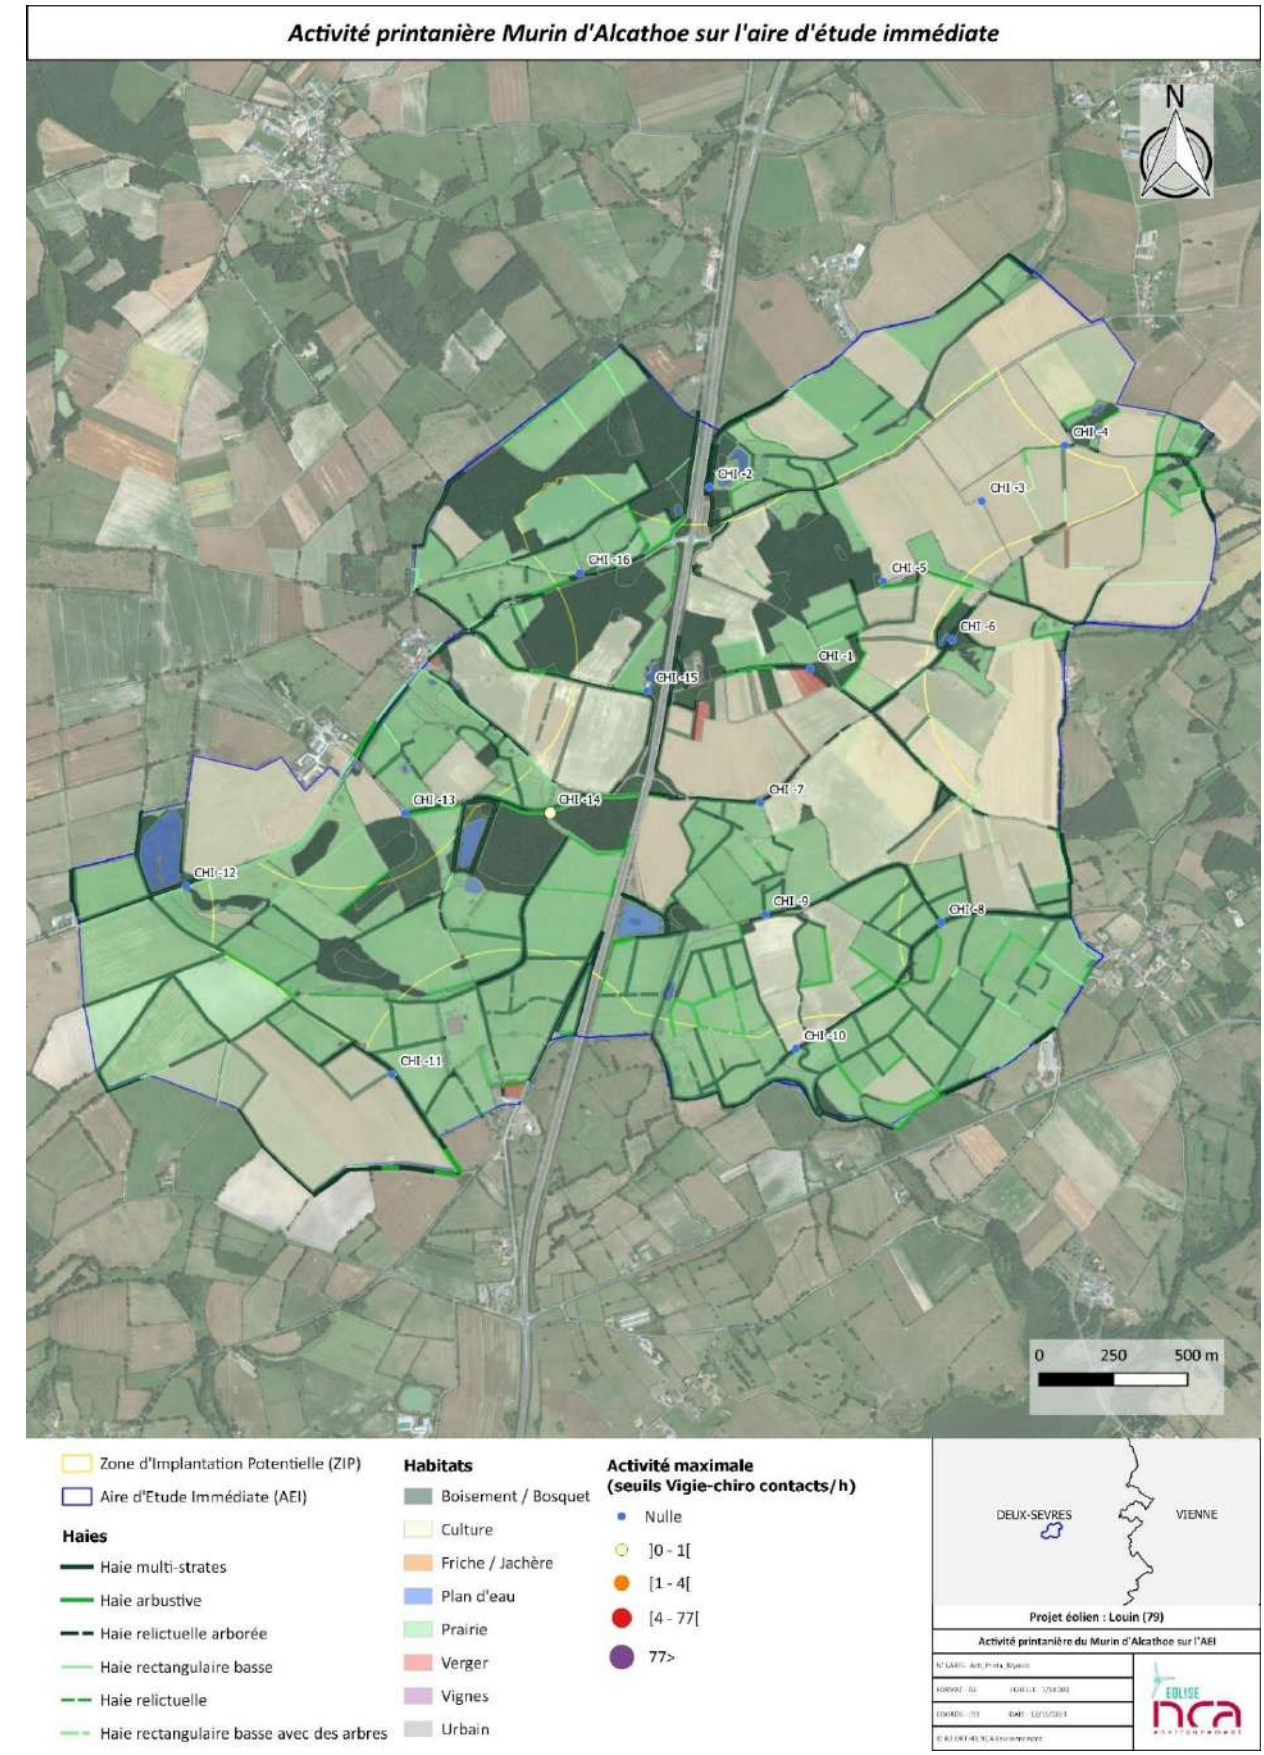 Activité printanière Murin d'Alcathoe sur l'aire d'étude immédiate
N
CHI -4
CHI -2
CHI -3
CHI -16
CHI -5
CHI -6
CHI -1
CHI -15
CHI -7
CHI -13
CHI -14
CHI -12
CHI -9
CHI -8
CHI -10
CHI -11
0 250 500 m
Zone d'Implantation Potentielle (ZIP)
Aire d'Etude Immédiate (AEI)
Haies
Haie multi-strates
Haie arbustive
Haie relictuelle arborée
Haie rectangulaire basse
Haie relictuelle
Haie rectangulaire basse avec des arbres
Habitats
Boisement / Bosquet
Culture
Friche / Jachère
Plan d'eau
Prairie
Verger
Vignes
Urbain
Activité maximale
(seuils Vigie-chiro contacts/h)
Nulle
]0 - 1[
[1 - 4[
[4 - 77[
77>
DEUX-SEVRES
VIENNE
Projet éolien : Louin (79)
Activité printanière du Murin d'Alcathoe sur l'AEI
EOLISE
nca
environnement